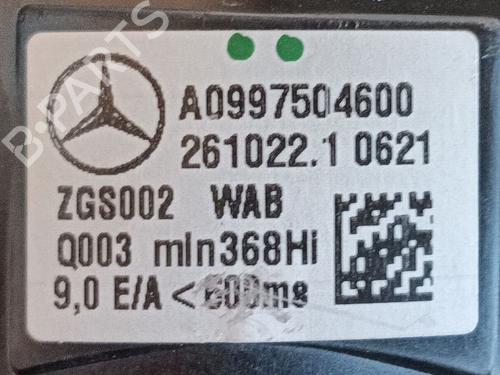 B-PARTS
A0997504600
261022.1 0621
ZGS002 WAB
Q003 mln368Hi
9,0 E/A <600ms